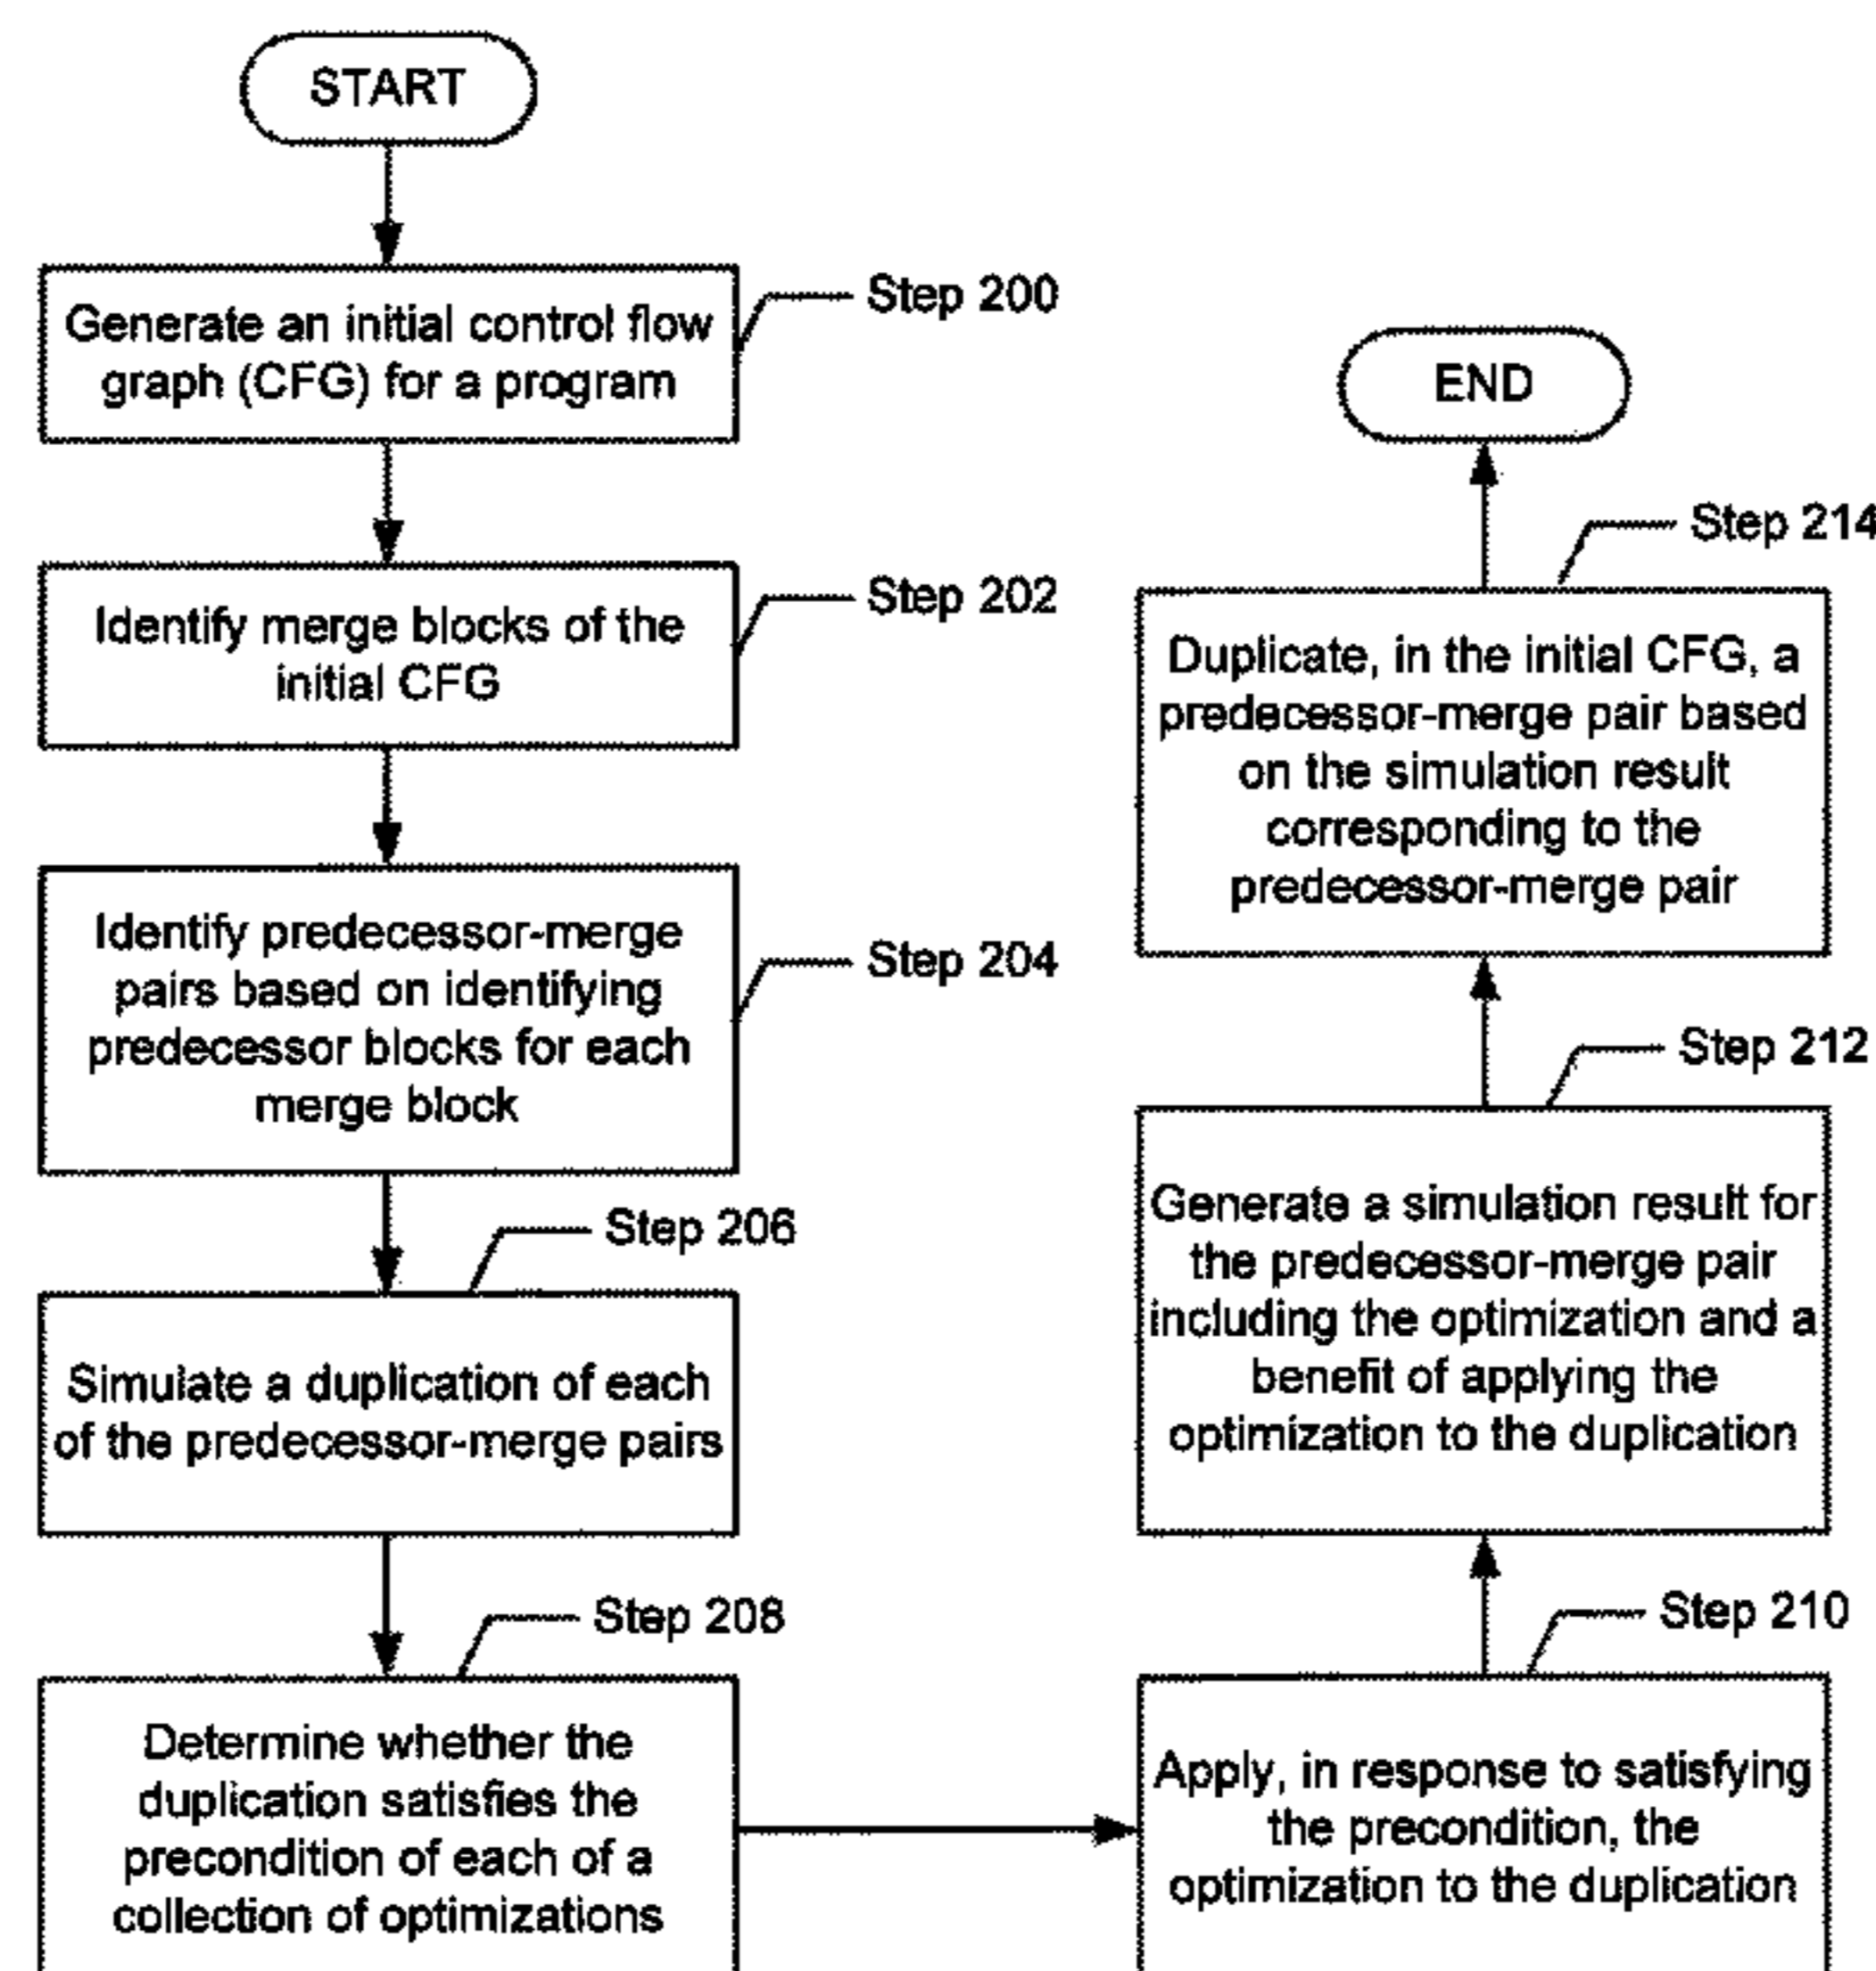 START
Generate an initial control flow
graph (CFG) for a program
Step 200
Identify merge blocks of the
initial CFG
Step 202
Identify predecessor-merge
pairs based on identifying
predecessor blocks for each
merge block
Step 204
Step 206
Simulate a duplication of each
of the predecessor-merge pairs
Step 208
Determine whether the
duplication satisfies the
precondition of each of a
collection of optimizations
Step 210
Apply, in response to satisfying
the precondition, the
optimization to the duplication
Step 212
Generate a simulation result for
the predecessor-merge pair
including the optimization and a
benefit of applying the
optimization to the duplication
Step 214
Duplicate, in the initial CFG, a
predecessor-merge pair based
on the simulation result
corresponding to the
predecessor-merge pair
END